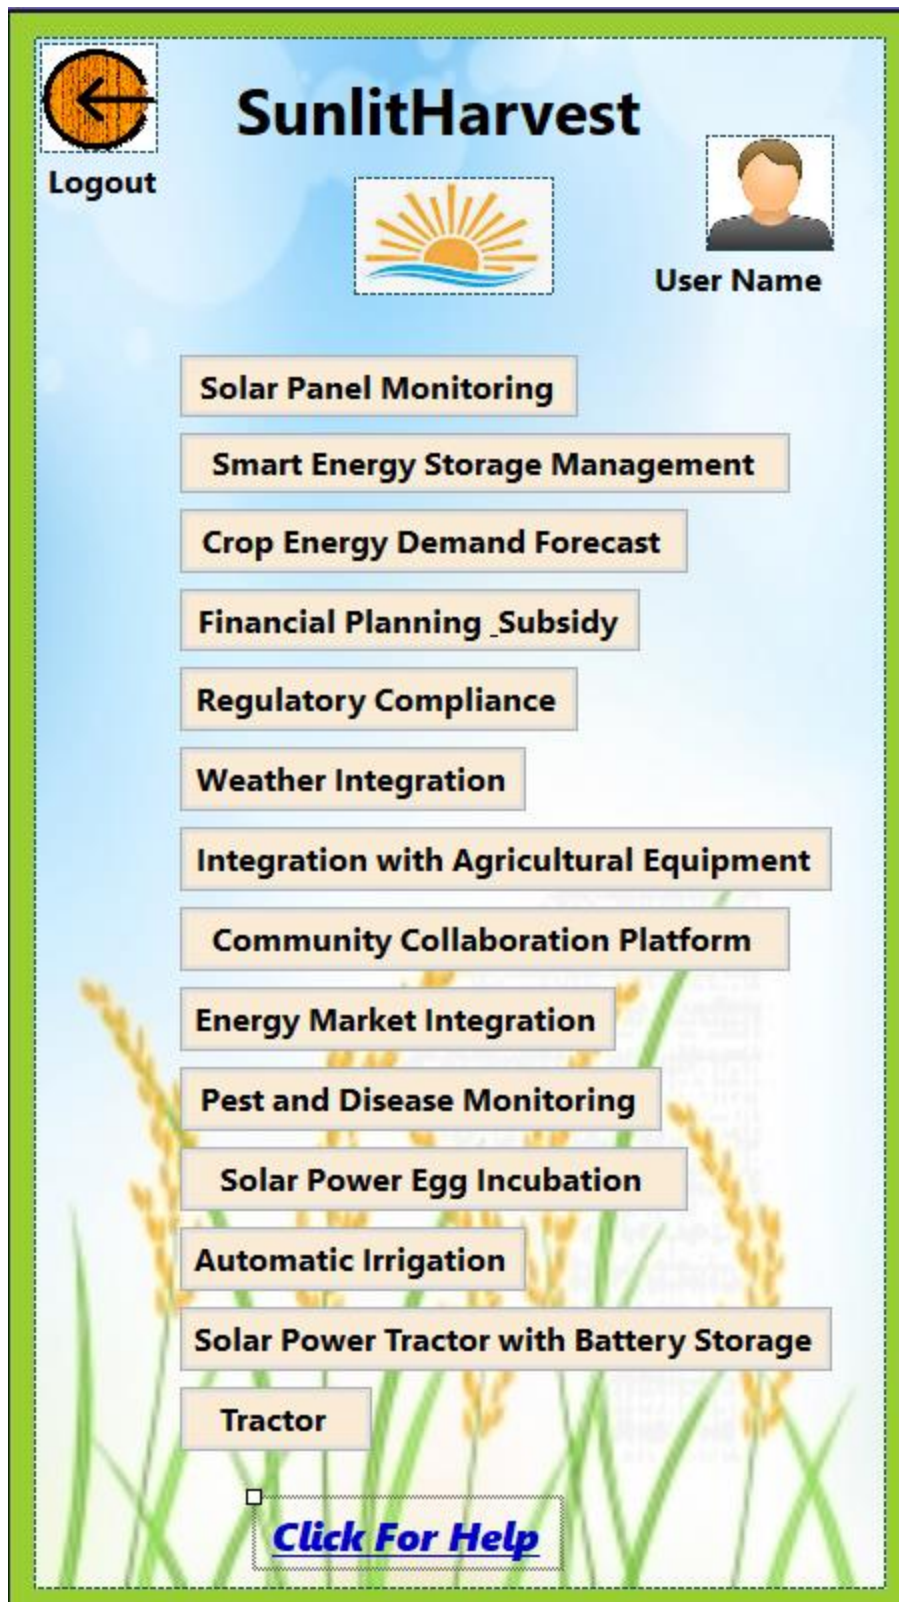 SunlitHarvest
Logout
User Name
Solar Panel Monitoring
Smart Energy Storage Management
Crop Energy Demand Forecast
Financial Planning _Subsidy
Regulatory Compliance
Weather Integration
Integration with Agricultural Equipment
Community Collaboration Platform
Energy Market Integration
Pest and Disease Monitoring
Solar Power Egg Incubation
Automatic Irrigation
Solar Power Tractor with Battery Storage
Tractor
Click For Help